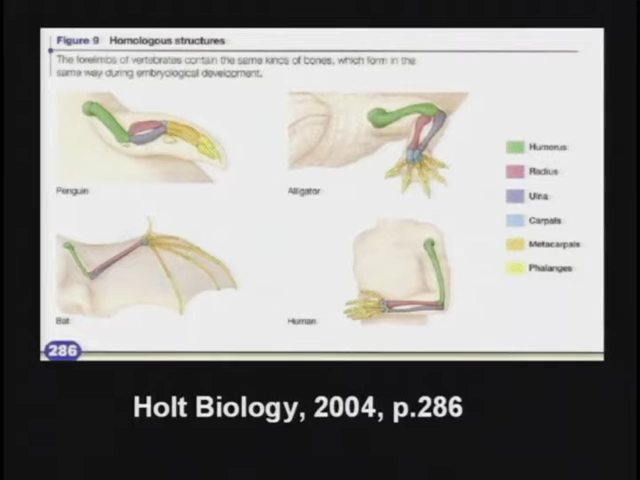 Figure 9 Homologous structures
The forelimbs of vertebrates contain the same kinds of bones, which form in the
same way during embryological development.
Penguin
Alligator
Humerus
Radius
Ulna
Carpals
Metacarpals
Phalanges
Bat
Human
286
Holt Biology, 2004, p.286